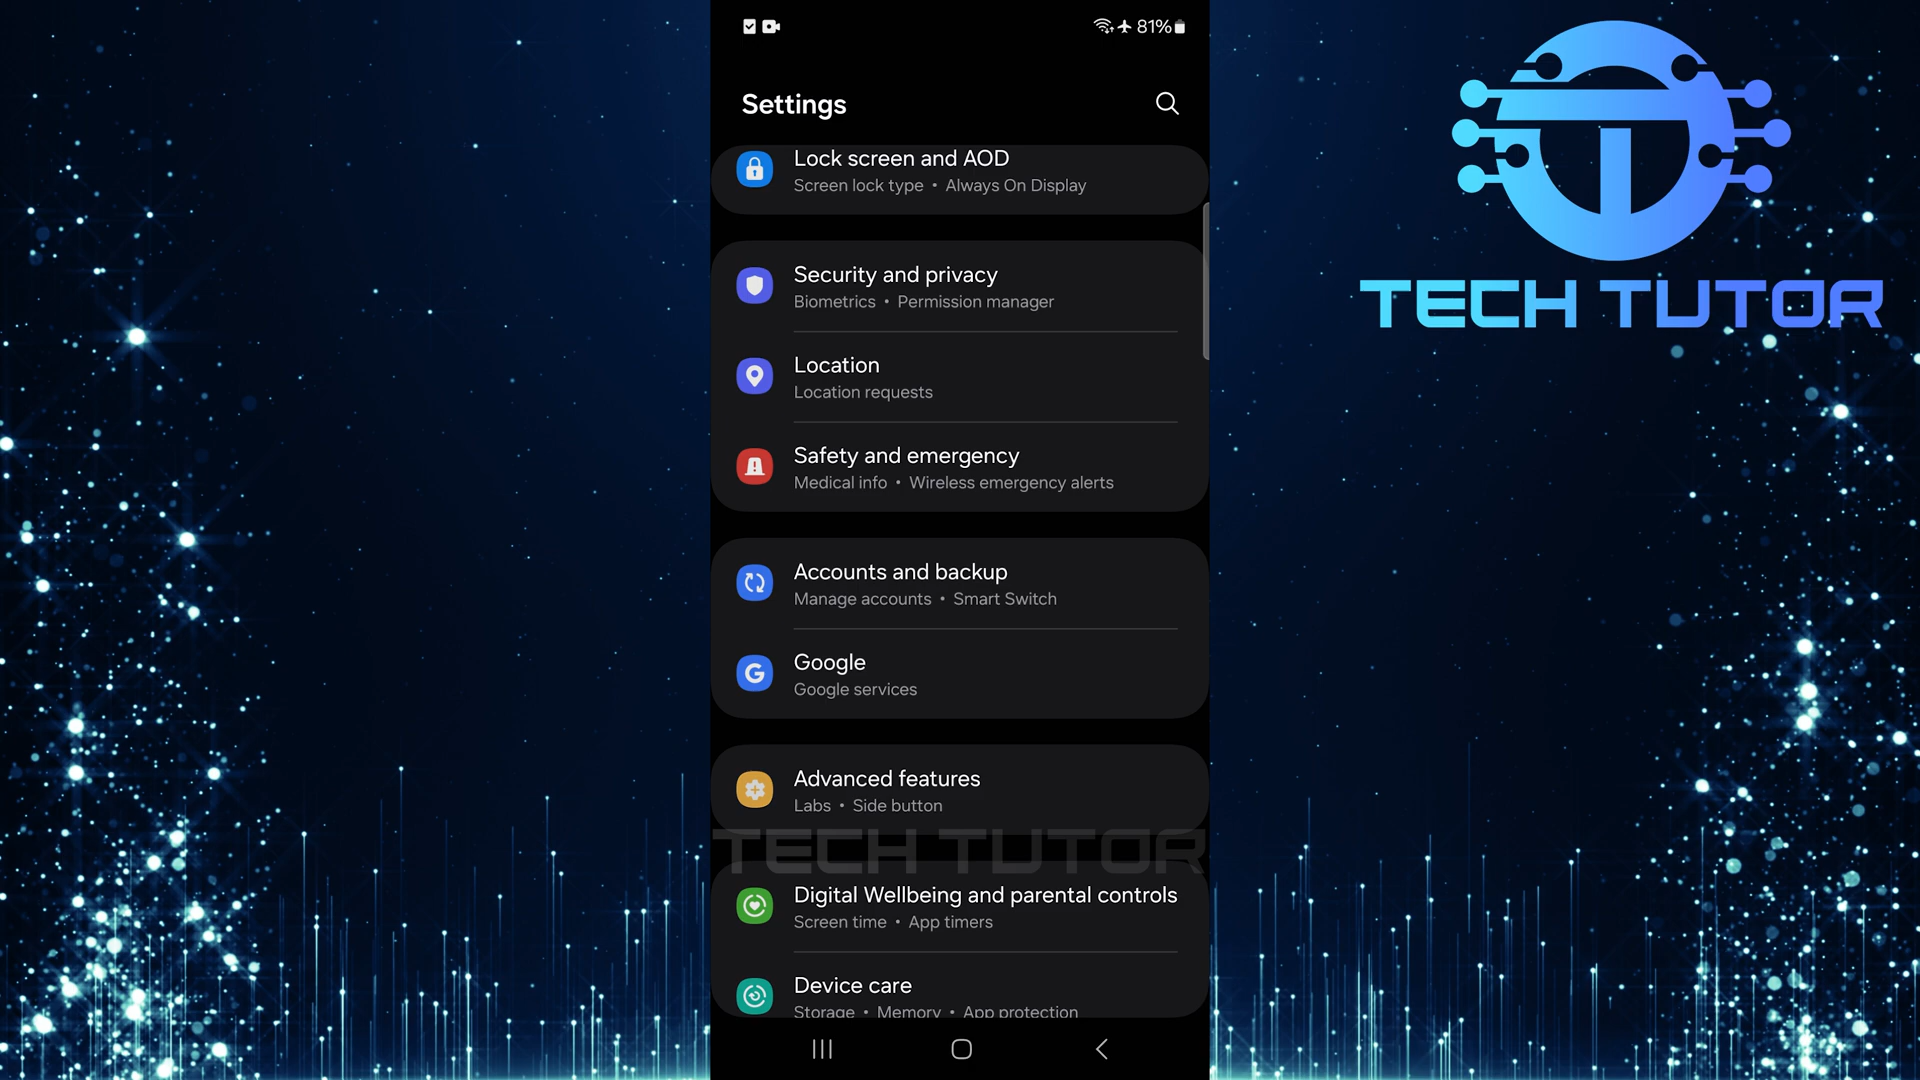 81%
Settings
Lock screen and AOD
Screen lock type • Always On Display
Security and privacy
Biometrics • Permission manager
Location
Location requests
Safety and emergency
Medical info • Wireless emergency alerts
Accounts and backup
Manage accounts • Smart Switch
Google
Google services
Advanced features
Labs • Side button
TECH TUTOR
Digital Wellbeing and parental controls
Screen time • App timers
Device care
Storage • Memory • App protection
TECH TUTOR